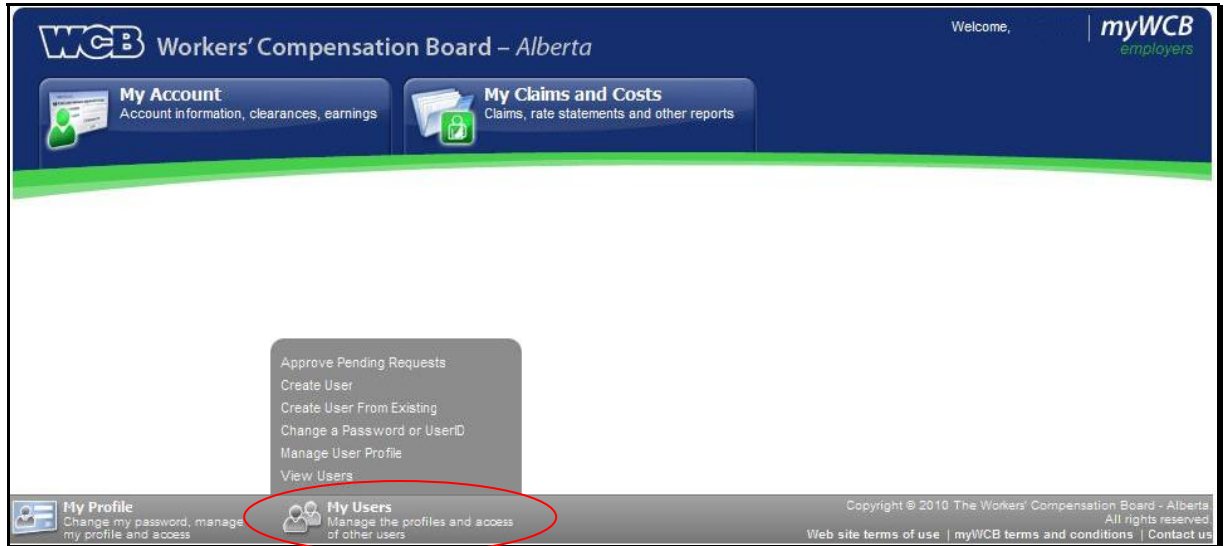 WCB Workers' Compensation Board – Alberta
Welcome,
myWCB
employers
My Account
Account information, clearances, earnings
My Claims and Costs
Claims, rate statements and other reports
Approve Pending Requests
Create User
Create User From Existing
Change a Password or UserID
Manage User Profile
View Users
My Profile
Change my password, manage
my profile and access
My Users
Manage the profiles and access
of other users
Copyright © 2010 The Workers' Compensation Board - Alberta.
All rights reserved.
Web site terms of use | myWCB terms and conditions | Contact us